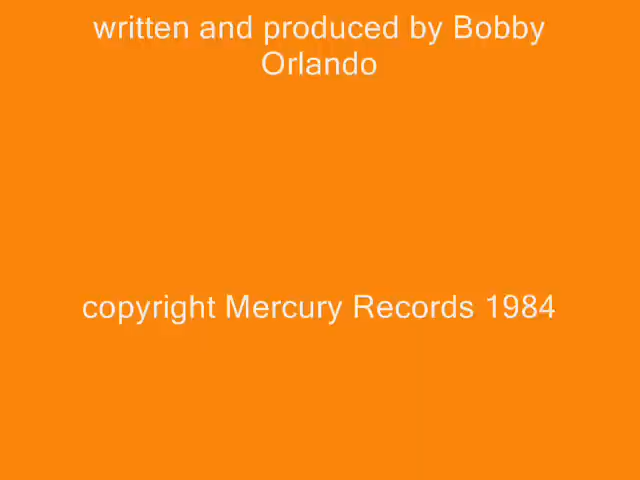 written and produced by Bobby
Orlando
copyright Mercury Records 1984